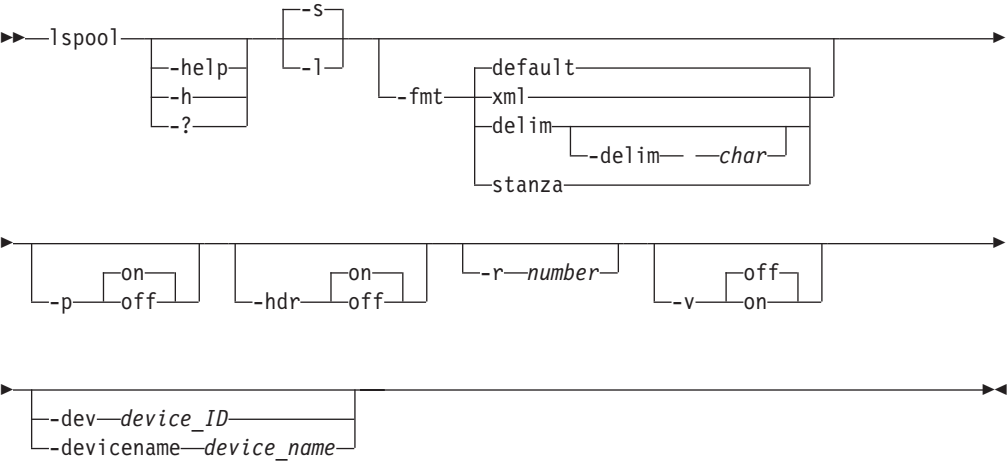 -s
lspool
-help -l default
-h -fmt xml
-? delim
-delim char
stanza
on on -r number off
-p off -hdr off -v on
-dev device_ID
-devicename device_name